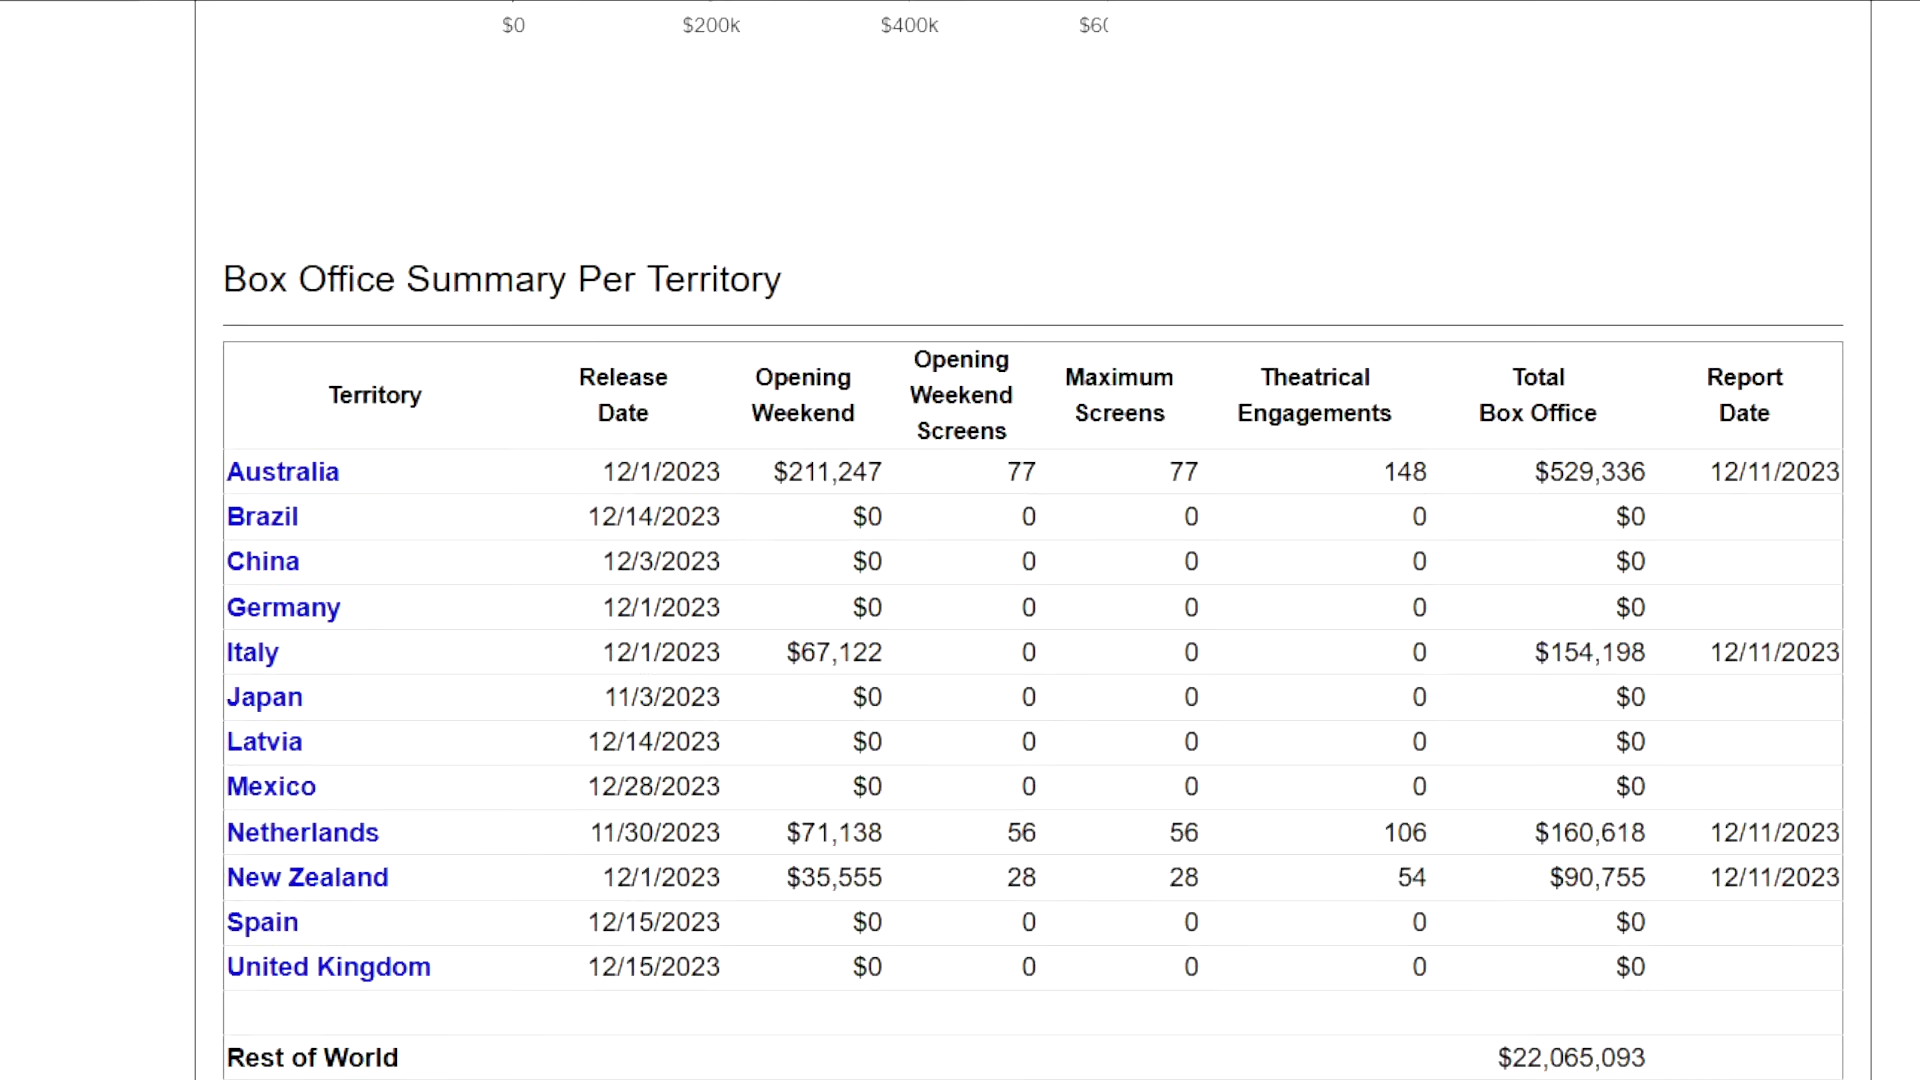 $0 $200k $400k
Box Office Summary Per Territory
Territory Release Date Opening Weekend Opening Weekend Screens Maximum Screens Theatrical Engagements Total Box Office Report Date
Australia 12/1/2023 $211,247 77 77 148 $529,336 12/11/2023
Brazil 12/14/2023 $0 0 0 0 $0
China 12/3/2023 $0 0 0 0 $0
Germany 12/1/2023 $0 0 0 0 $0
Italy 12/1/2023 $67,122 0 0 0 $154,198 12/11/2023
Japan 11/3/2023 $0 0 0 0 $0
Latvia 12/14/2023 $0 0 0 0 $0
Mexico 12/28/2023 $0 0 0 0 $0
Netherlands 11/30/2023 $71,138 56 56 106 $160,618 12/11/2023
New Zealand 12/1/2023 $35,555 28 28 54 $90,755 12/11/2023
Spain 12/15/2023 $0 0 0 0 $0
United Kingdom 12/15/2023 $0 0 0 0 $0
Rest of World $22,065,093